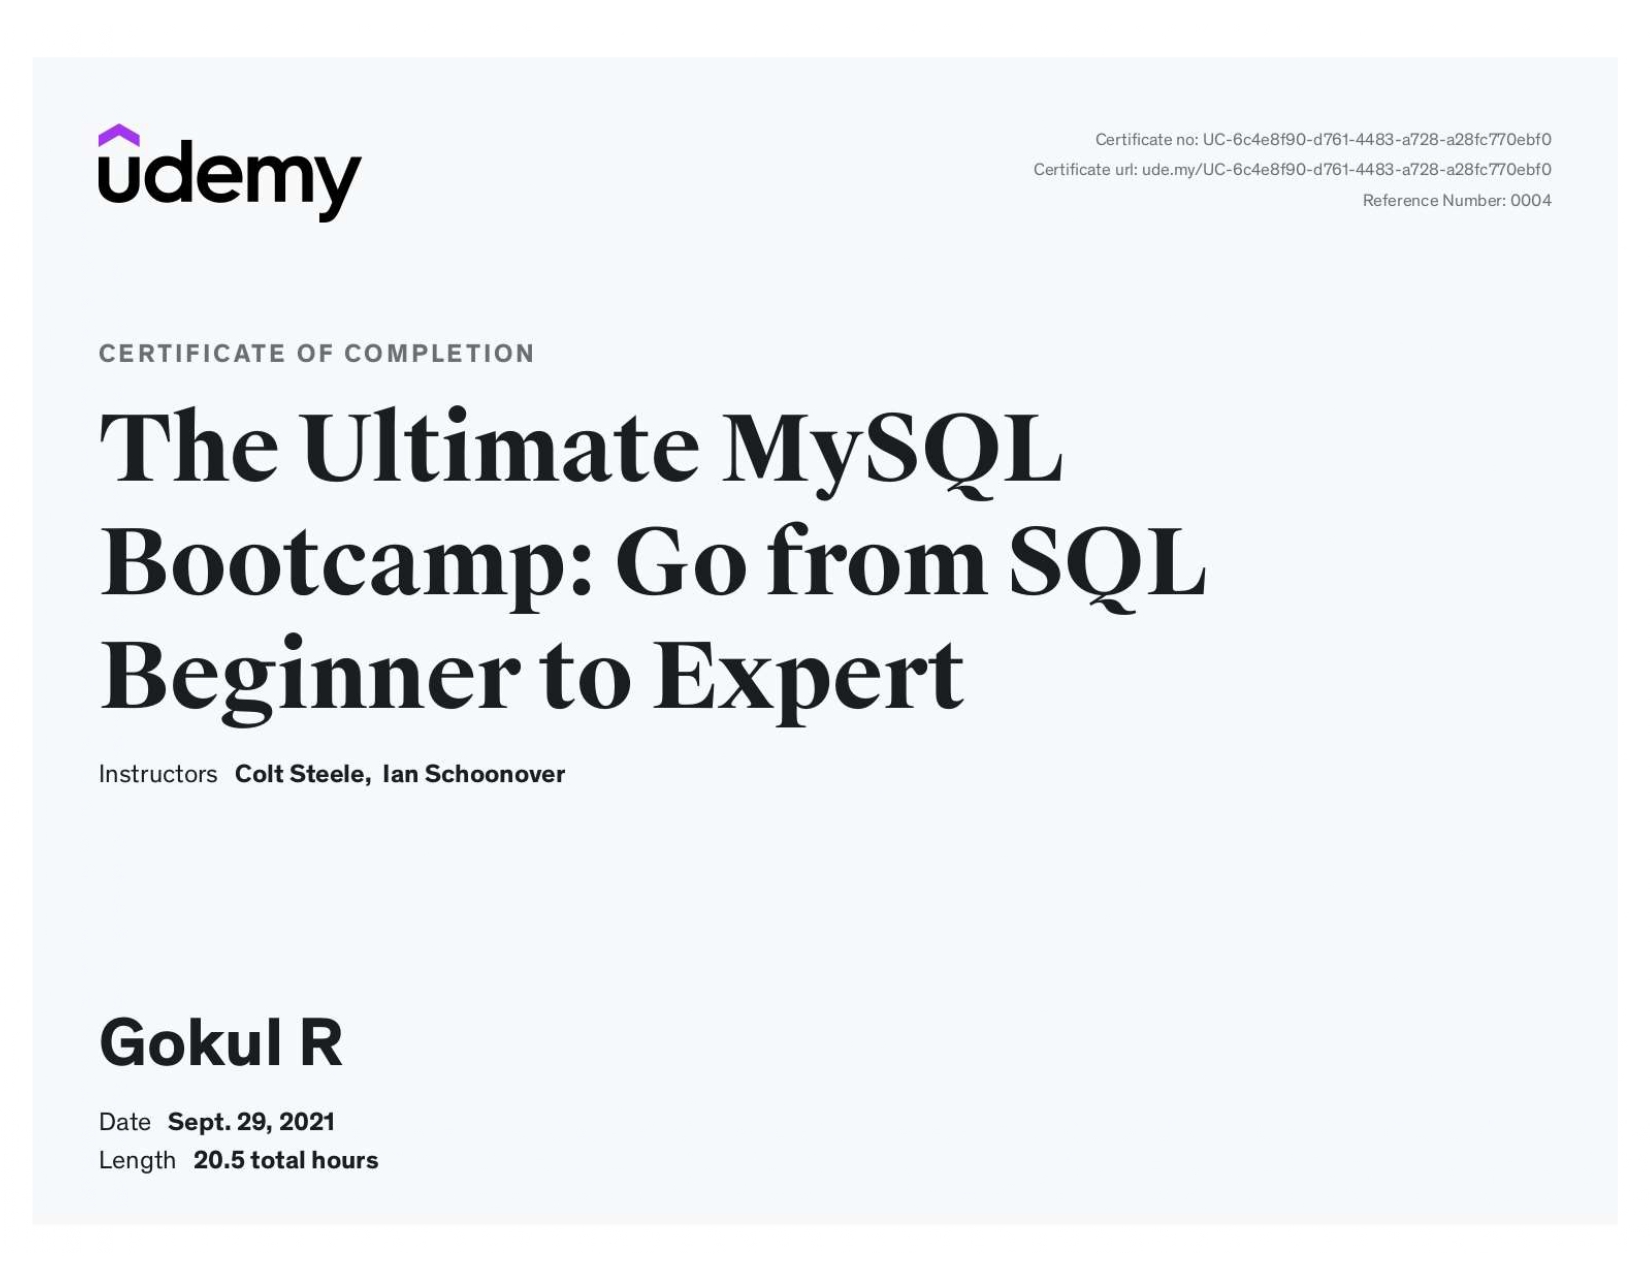 udemy
Certificate no: UC-6c4e8f90-d761-4483-a728-a28fc770ebf0
Certificate url: ude.my/UC-6c4e8f90-d761-4483-a728-a28fc770ebf0
Reference Number: 0004
CERTIFICATE OF COMPLETION
The Ultimate MySQL
Bootcamp: Go from SQL
Beginner to Expert
Instructors Colt Steele, Ian Schoonover
Gokul R
Date Sept. 29, 2021
Length 20.5 total hours